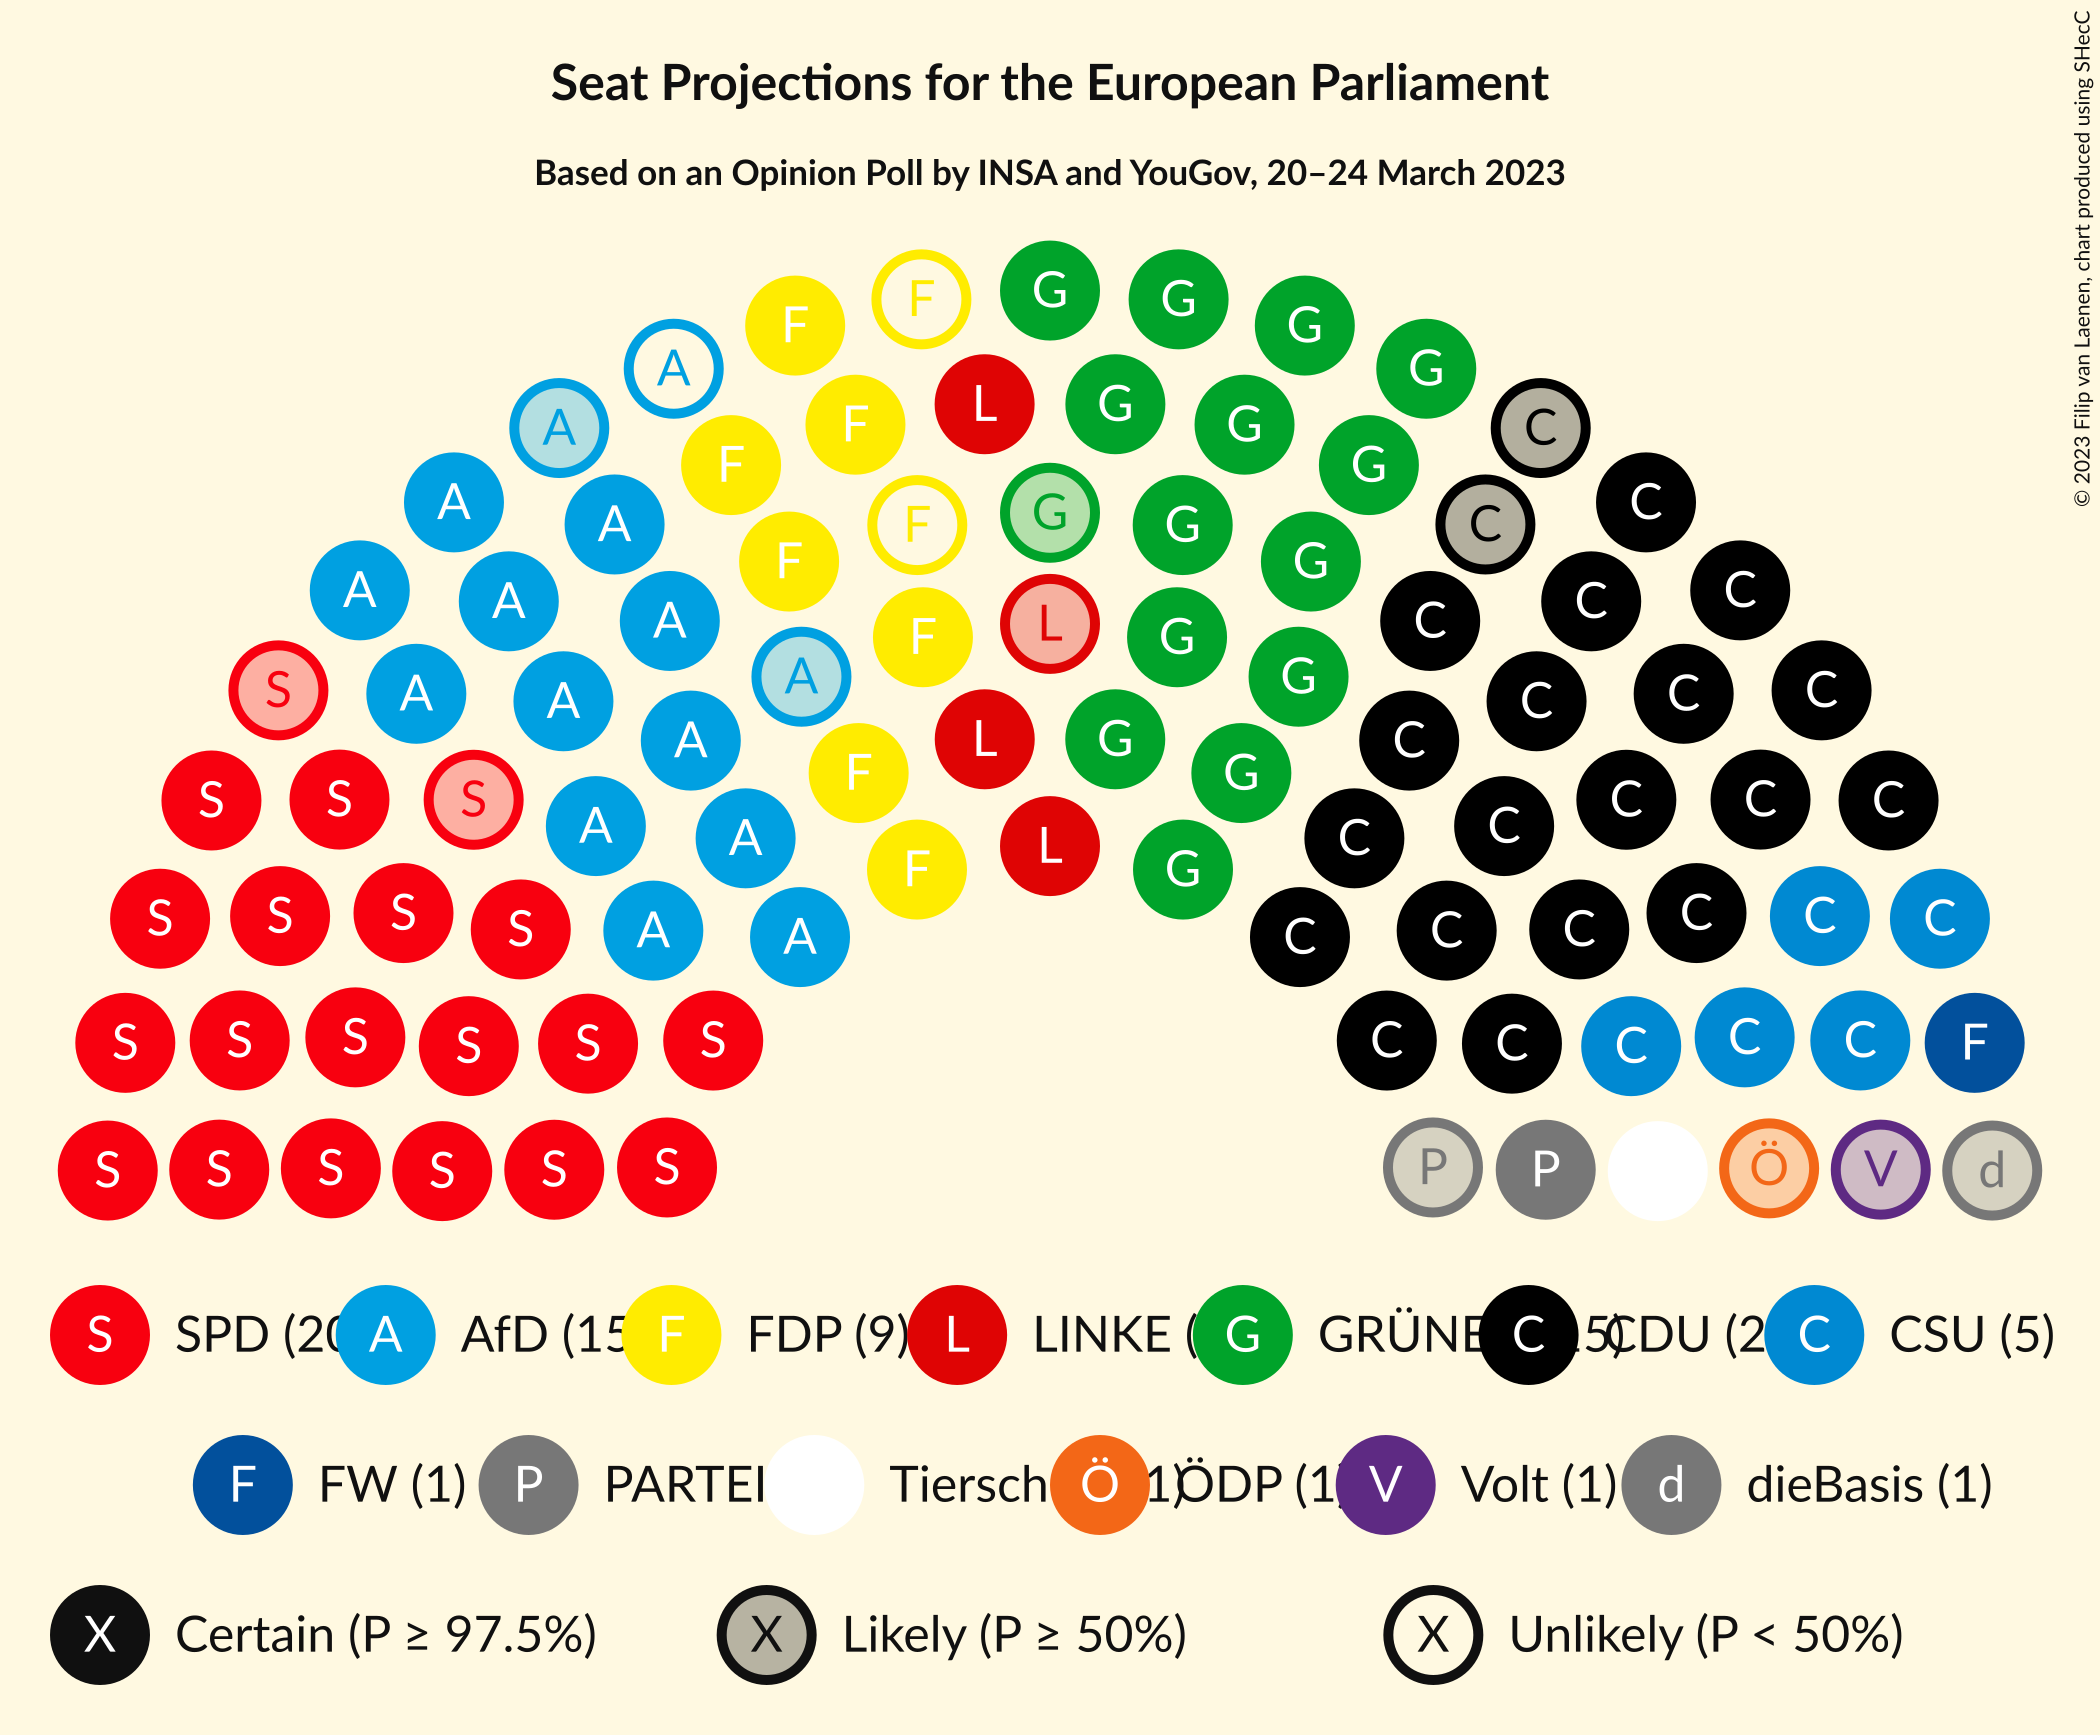 Seat Projections for the European Parliament
Based on an Opinion Poll by INSA and YouGov, 20–24 March 2023
© 2023 Filip van Laenen, chart produced using SHecC
F G G
F G
A G
L
F G
A C
F G
A C
G
A F G C
A C
F G
A C
A C
L
A C
F G
S A C
A G C
A C
L G
A C
F G
S S S C C C
A C
A C
L
F G
S S S C C C
S A C
A C
S S S S S S C C C C C F
S S S S S S P P Ö V d
S SPD (20 A AfD (15 F FDP (9) L LINKE ( G GRÜNE C 5) CDU (2 C CSU (5)
F FW (1) P PARTEI Tiersch Ö 1) ÖDP (1 V Volt (1) d dieBasis (1)
X Certain (P ≥ 97.5%) X Likely (P ≥ 50%) X Unlikely (P < 50%)